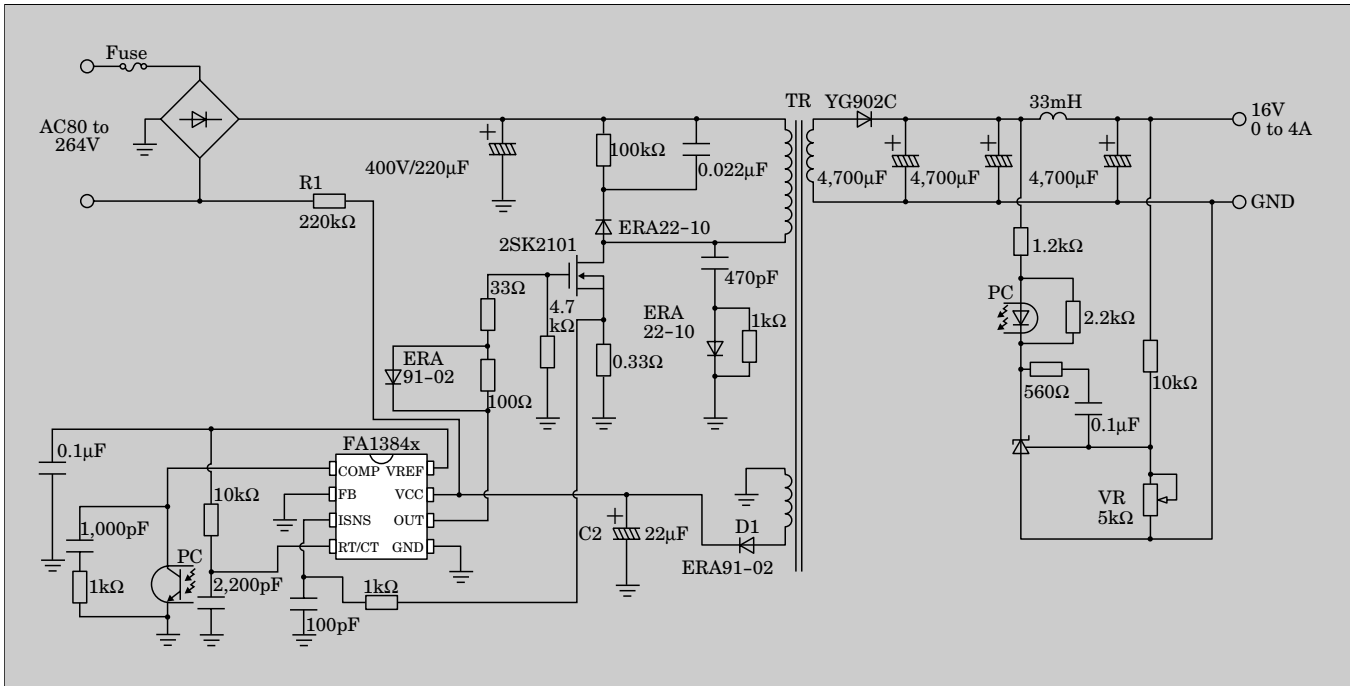 Fuse
AC80 to
264V
R1
220kΩ
400V/220µF
100kΩ
0.022µF
ERA22-10
2SK2101
33Ω
4.7
kΩ
ERA
91-02
100Ω
0.33Ω
470pF
ERA
22-10
1kΩ
TR
YG902C
33mH
16V
0 to 4A
4,700µF
4,700µF
4,700µF
GND
1.2kΩ
PC
2.2kΩ
560Ω
0.1µF
10kΩ
VR
5kΩ
0.1µF
10kΩ
1,000pF
1kΩ
PC
2,200pF
100pF
1kΩ
FA1384x
COMP VREF
FB VCC
ISNS OUT
RT/CT GND
C2
22µF
D1
ERA91-02